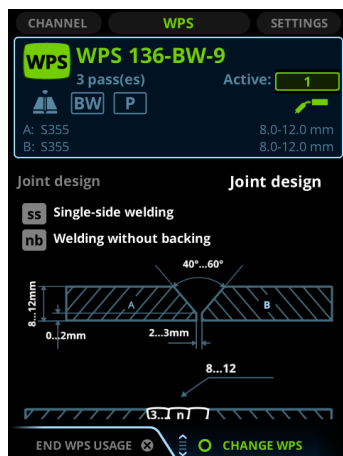 CHANNEL WPS SETTINGS
WPS WPS 136-BW-9
3 pass(es) Active: 1
BW P
A: S355 8.0-12.0 mm
B: S355 8.0-12.0 mm
Joint design Joint design
ss Single-side welding
nb Welding without backing
40°...60°
8...12mm A B
0...2mm 2...3mm
8...12
3... n
END WPS USAGE CHANGE WPS